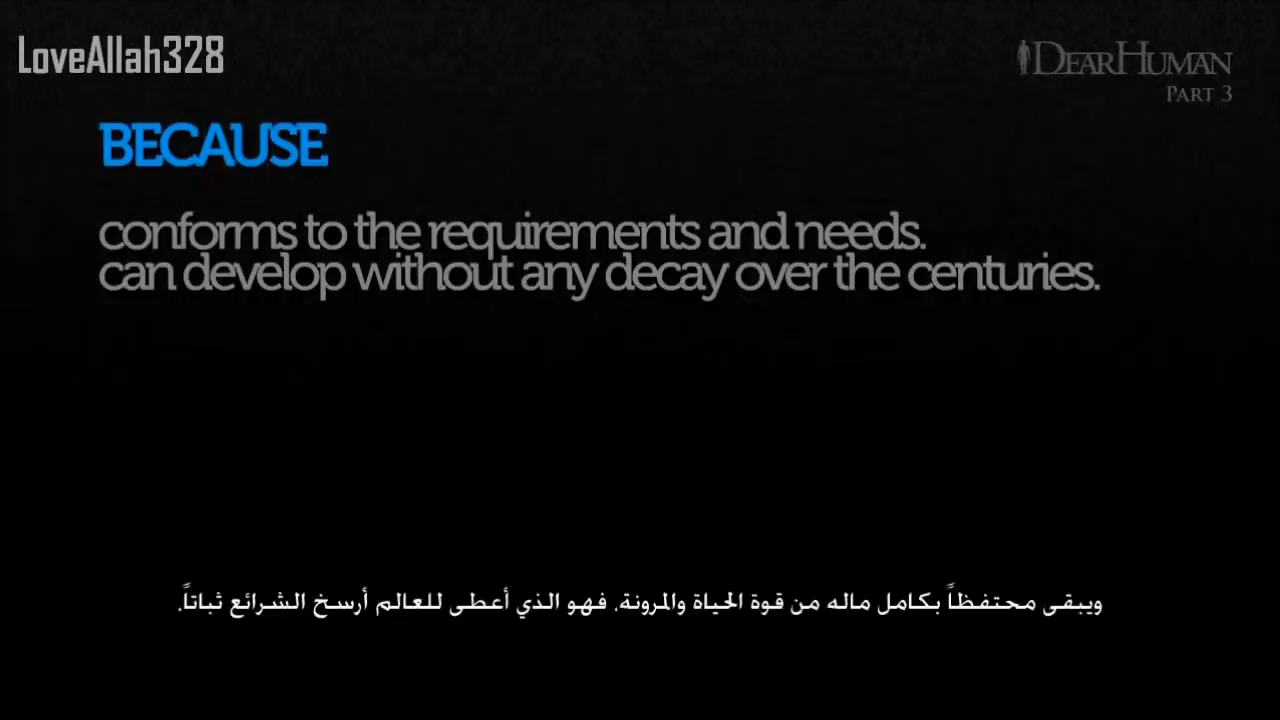 LoveAllah328
DEARHUMAN
PART 3
BECAUSE
conforms to the requirements and needs.
can develop without any decay over the centuries.
ويبقى محتفظاً بكامل ماله من قوة الحياة والمرونة، فهو الذي أعطى للعالم أرسخ الشرائع ثباتاً.